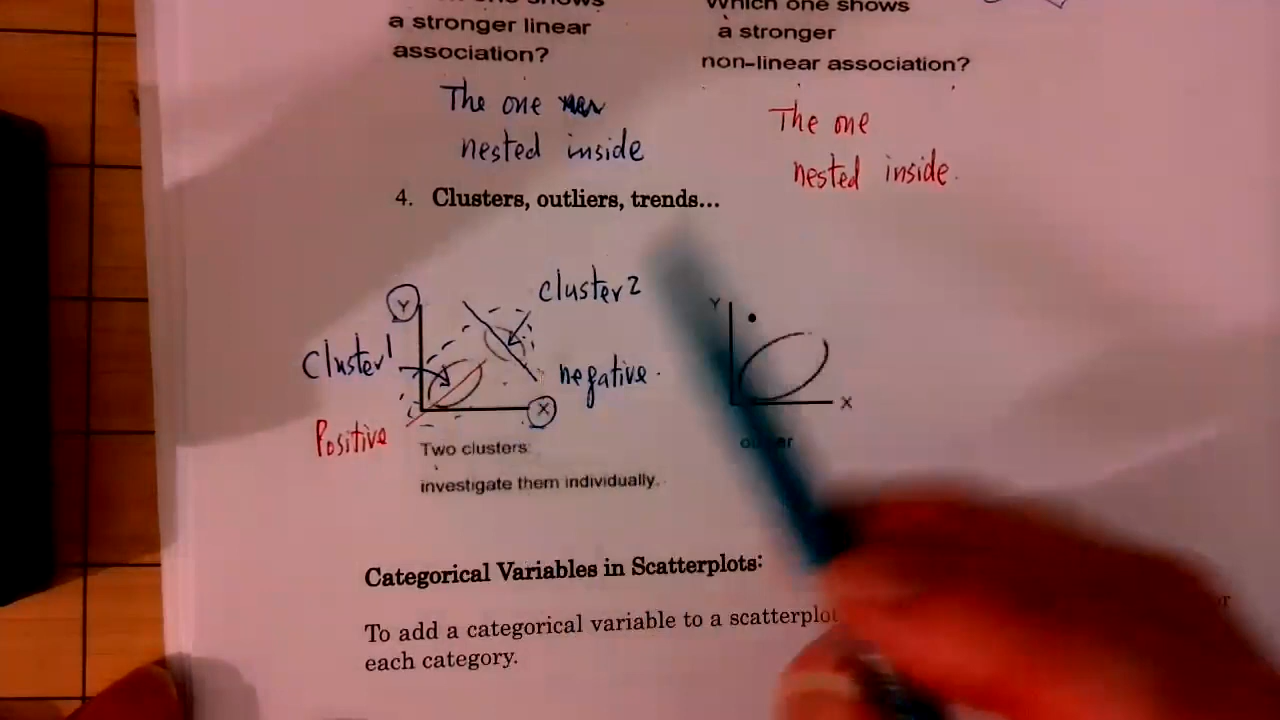 a stronger linear
association?
The one
nested inside
Which one shows
a stronger
non-linear association?
The one
nested inside.
4. Clusters, outliers, trends...
Y
cluster 2
Cluster 1
negative.
X
Positive
Two clusters
investigate them individually.
Y
X
Categorical Variables in Scatterplots:
To add a categorical variable to a scatterplot
each category.